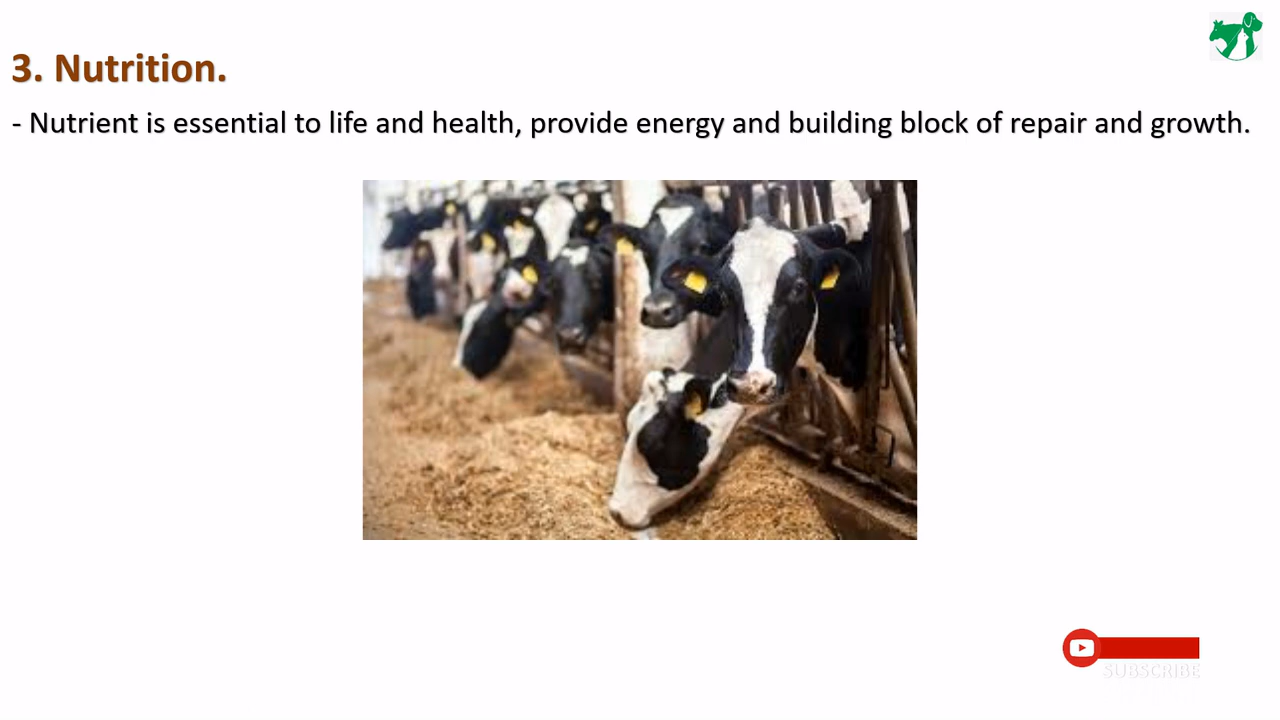 3. Nutrition.
- Nutrient is essential to life and health, provide energy and building block of repair and growth.
SUBSCRIBE